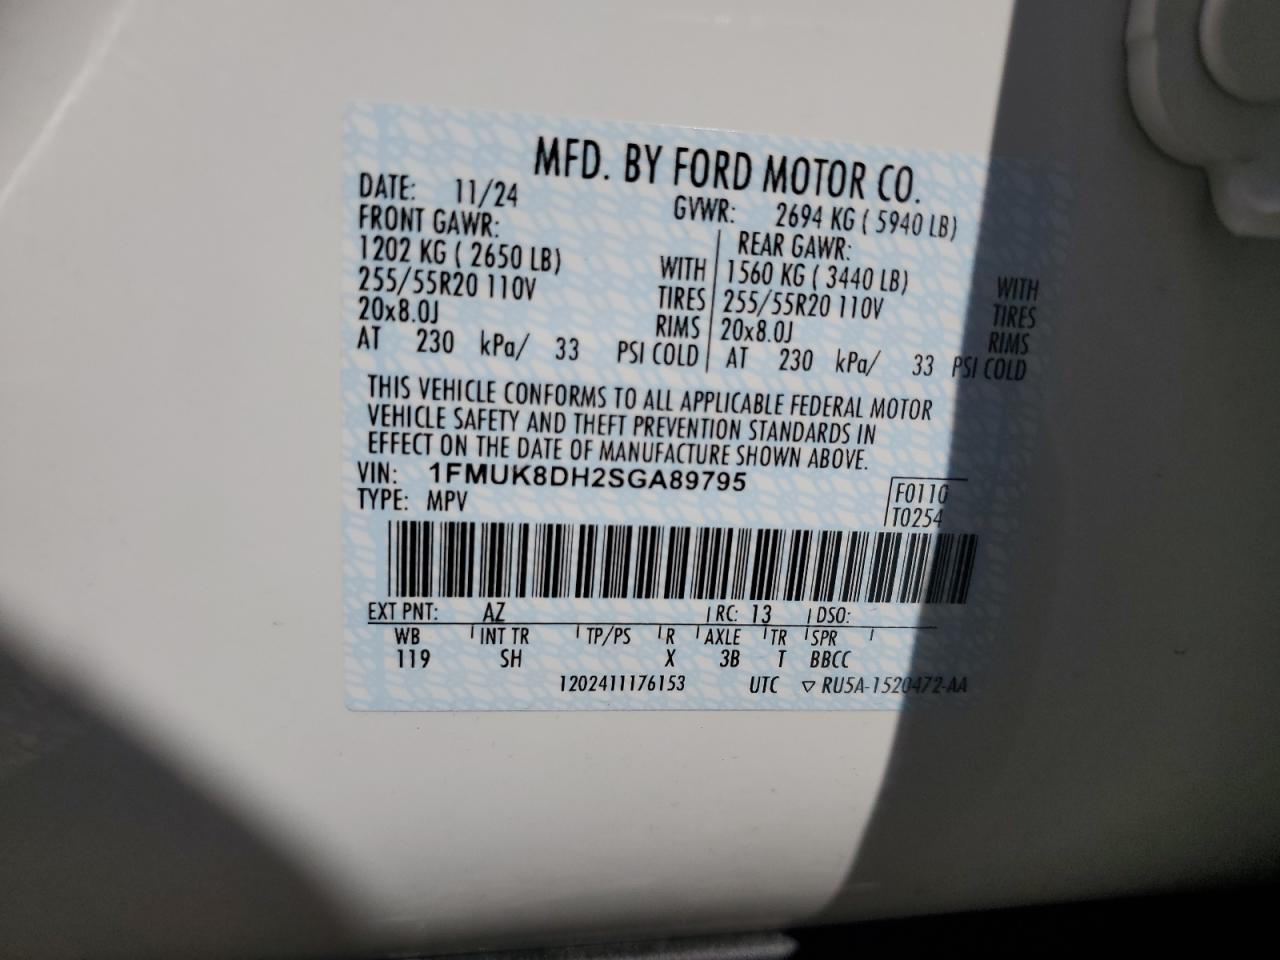 MFD. BY FORD MOTOR CO.
DATE: 11/24 GVWR: 2694 KG ( 5940 LB)
FRONT GAWR: REAR GAWR:
1202 KG ( 2650 LB) WITH 1560 KG ( 3440 LB) WITH
255/55R20 110V TIRES 255/55R20 110V TIRES
20x8.0J RIMS 20x8.0J RIMS
AT 230 kPa/ 33 PSI COLD AT 230 kPa/ 33 PSI COLD
THIS VEHICLE CONFORMS TO ALL APPLICABLE FEDERAL MOTOR
VEHICLE SAFETY AND THEFT PREVENTION STANDARDS IN
EFFECT ON THE DATE OF MANUFACTURE SHOWN ABOVE.
VIN: 1FMUK8DH2SGA89795
TYPE: MPV
F0110
T0254
EXT PNT: AZ RC: 13 DSO:
WB INT TR TP/PS R AXLE TR SPR
119 SH X 3B T BBCC
1202411176153 UTC ▽ RU5A-1520472-AA